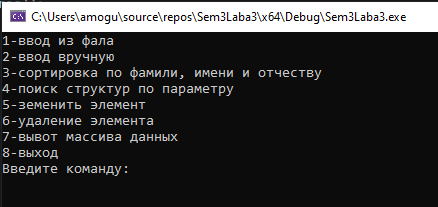 C:\Users\amogu\source\repos\Sem3Laba3\x64\Debug\Sem3Laba3.exe
1-ввод из фала
2-ввод вручную
3-сортировка по фамили, имени и отчеству
4-поиск структур по параметру
5-земенить элемент
6-удаление элемента
7-вывот массива данных
8-выход
Введите команду: